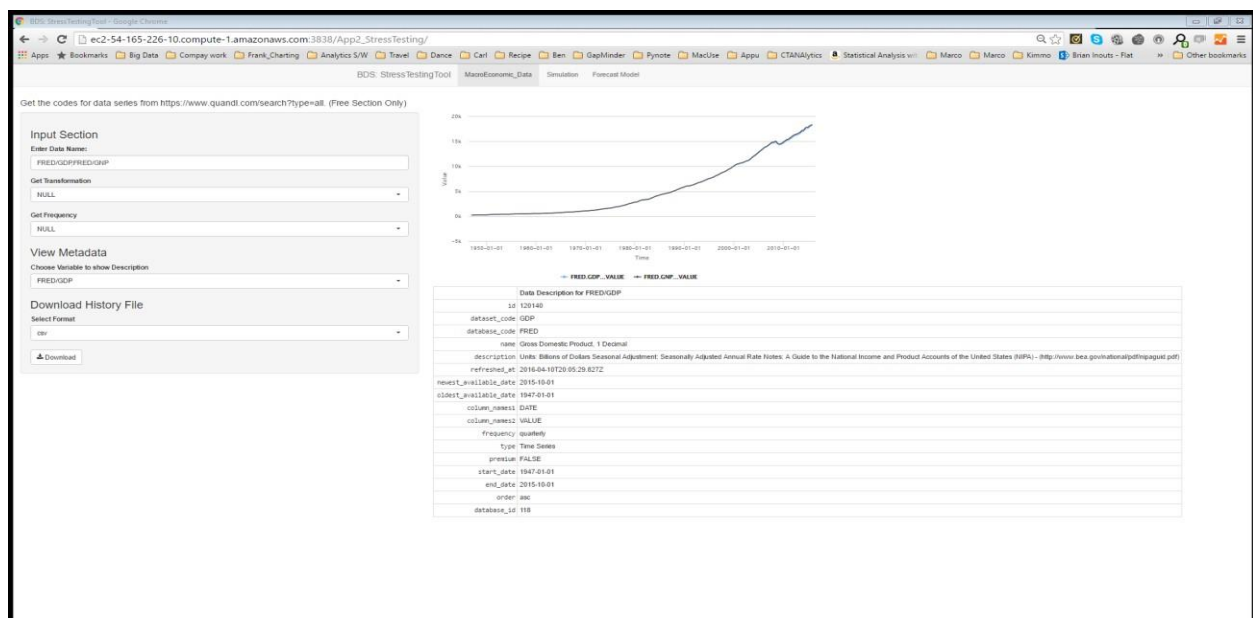 BDS: StressTestingTool - Google Chrome
ec2-54-165-226-10.compute-1.amazonaws.com:3838/App2_StressTesting/
Apps Bookmarks Big Data Compay work Frank_Charting Analytics S/W Travel Dance Carl Recipe Ben GapMinder Pynote MacUse Appu CTANAlytics Statistical Analysis wit Marco Marco Kimmo Brian Inouts - Flat » Other bookmarks
BDS: StressTestingTool MacroEconomic_Data Simulation Forecast Model
Get the codes for data series from https://www.quandl.com/search?type=all. (Free Section Only)
Input Section
Enter Data Name:
FRED/GDP,FRED/GNP
Get Transformation
NULL
Get Frequency
NULL
View Metadata
Choose Variable to show Description
FRED/GDP
Download History File
Select Format
csv
Download
20k
15k
10k
5k
0k
-5k
Value
1950-01-01 1960-01-01 1970-01-01 1980-01-01 1990-01-01 2000-01-01 2010-01-01
Time
FRED.GDP...VALUE FRED.GNP...VALUE
Data Description for FRED/GDP
id 120140
dataset_code GDP
database_code FRED
name Gross Domestic Product, 1 Decimal
description Units: Billions of Dollars Seasonal Adjustment: Seasonally Adjusted Annual Rate Notes: A Guide to the National Income and Product Accounts of the United States (NIPA) - (http://www.bea.gov/national/pdf/nipaguid.pdf)
refreshed_at 2016-04-10T20:05:29.827Z
newest_available_date 2015-10-01
oldest_available_date 1947-01-01
column_names1 DATE
column_names2 VALUE
frequency quarterly
type Time Series
premium FALSE
start_date 1947-01-01
end_date 2015-10-01
order asc
database_id 118